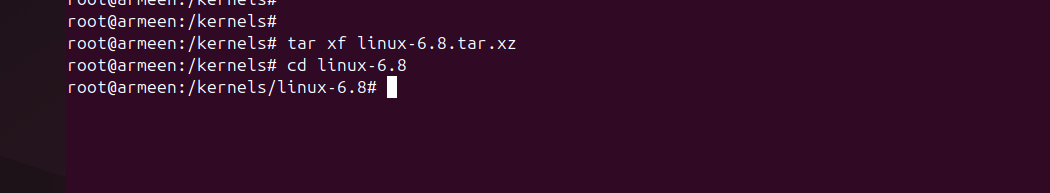 root@armeen:/kernels#
root@armeen:/kernels#
root@armeen:/kernels# tar xf linux-6.8.tar.xz
root@armeen:/kernels# cd linux-6.8
root@armeen:/kernels/linux-6.8#